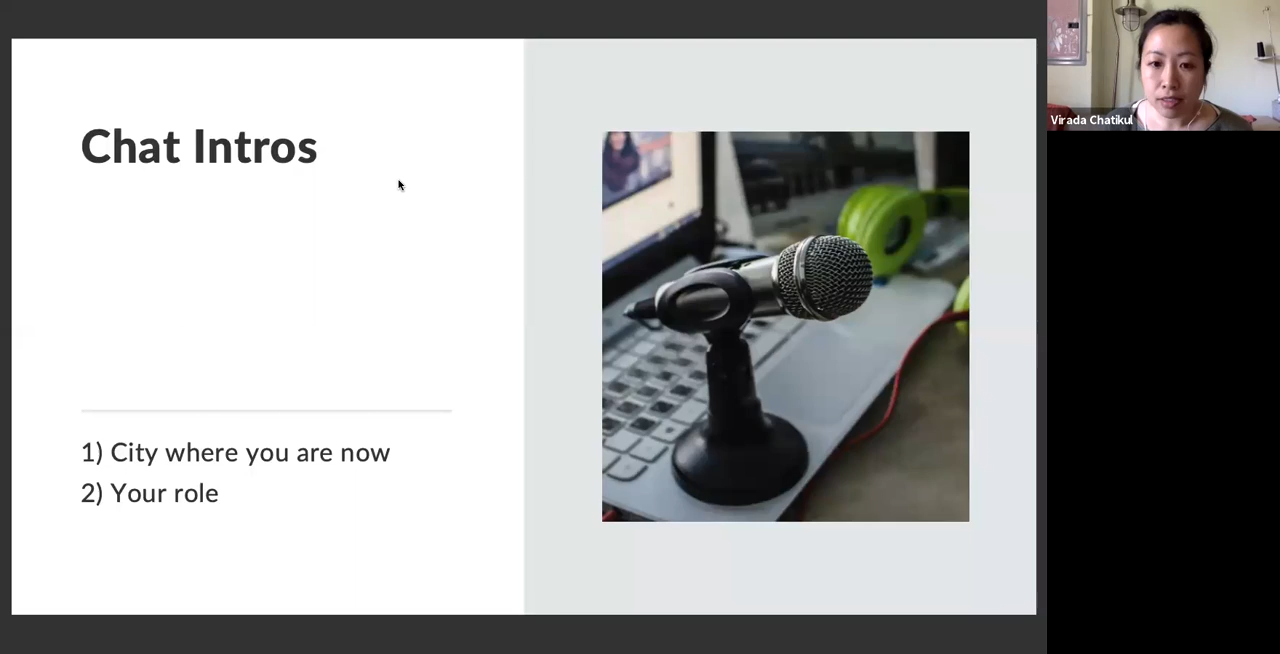 Chat Intros
1) City where you are now
2) Your role
Virada Chatikul